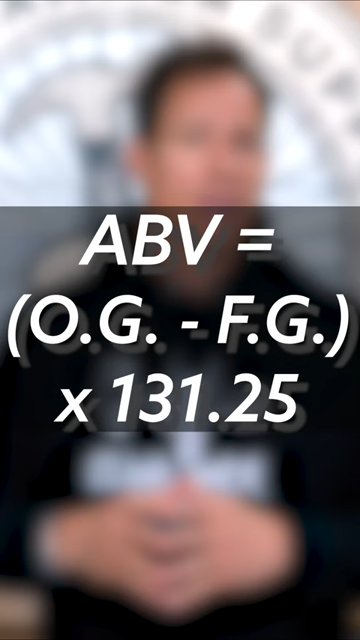 ABV =
(O.G. - F.G.)
x 131.25